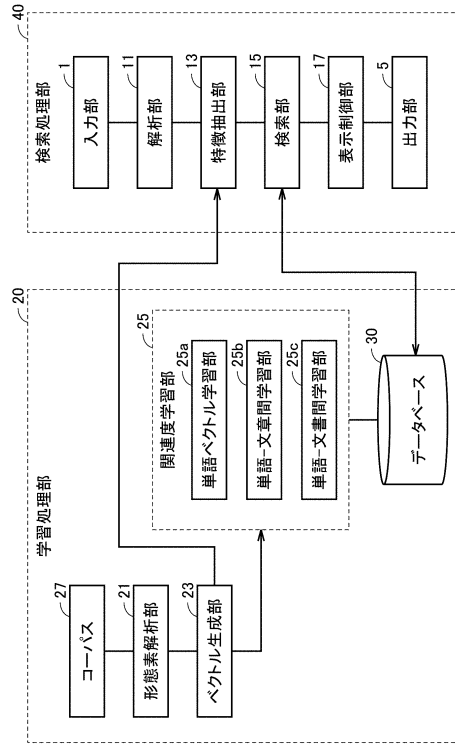 学習処理部
20
コーパス
27
形態素解析部
21
ベクトル生成部
23
関連度学習部
25
単語ベクトル学習部
25a
単語-文章間学習部
25b
単語-文書間学習部
25c
データベース
30
検索処理部
40
入力部
1
解析部
11
特徴抽出部
13
検索部
15
表示制御部
17
出力部
5